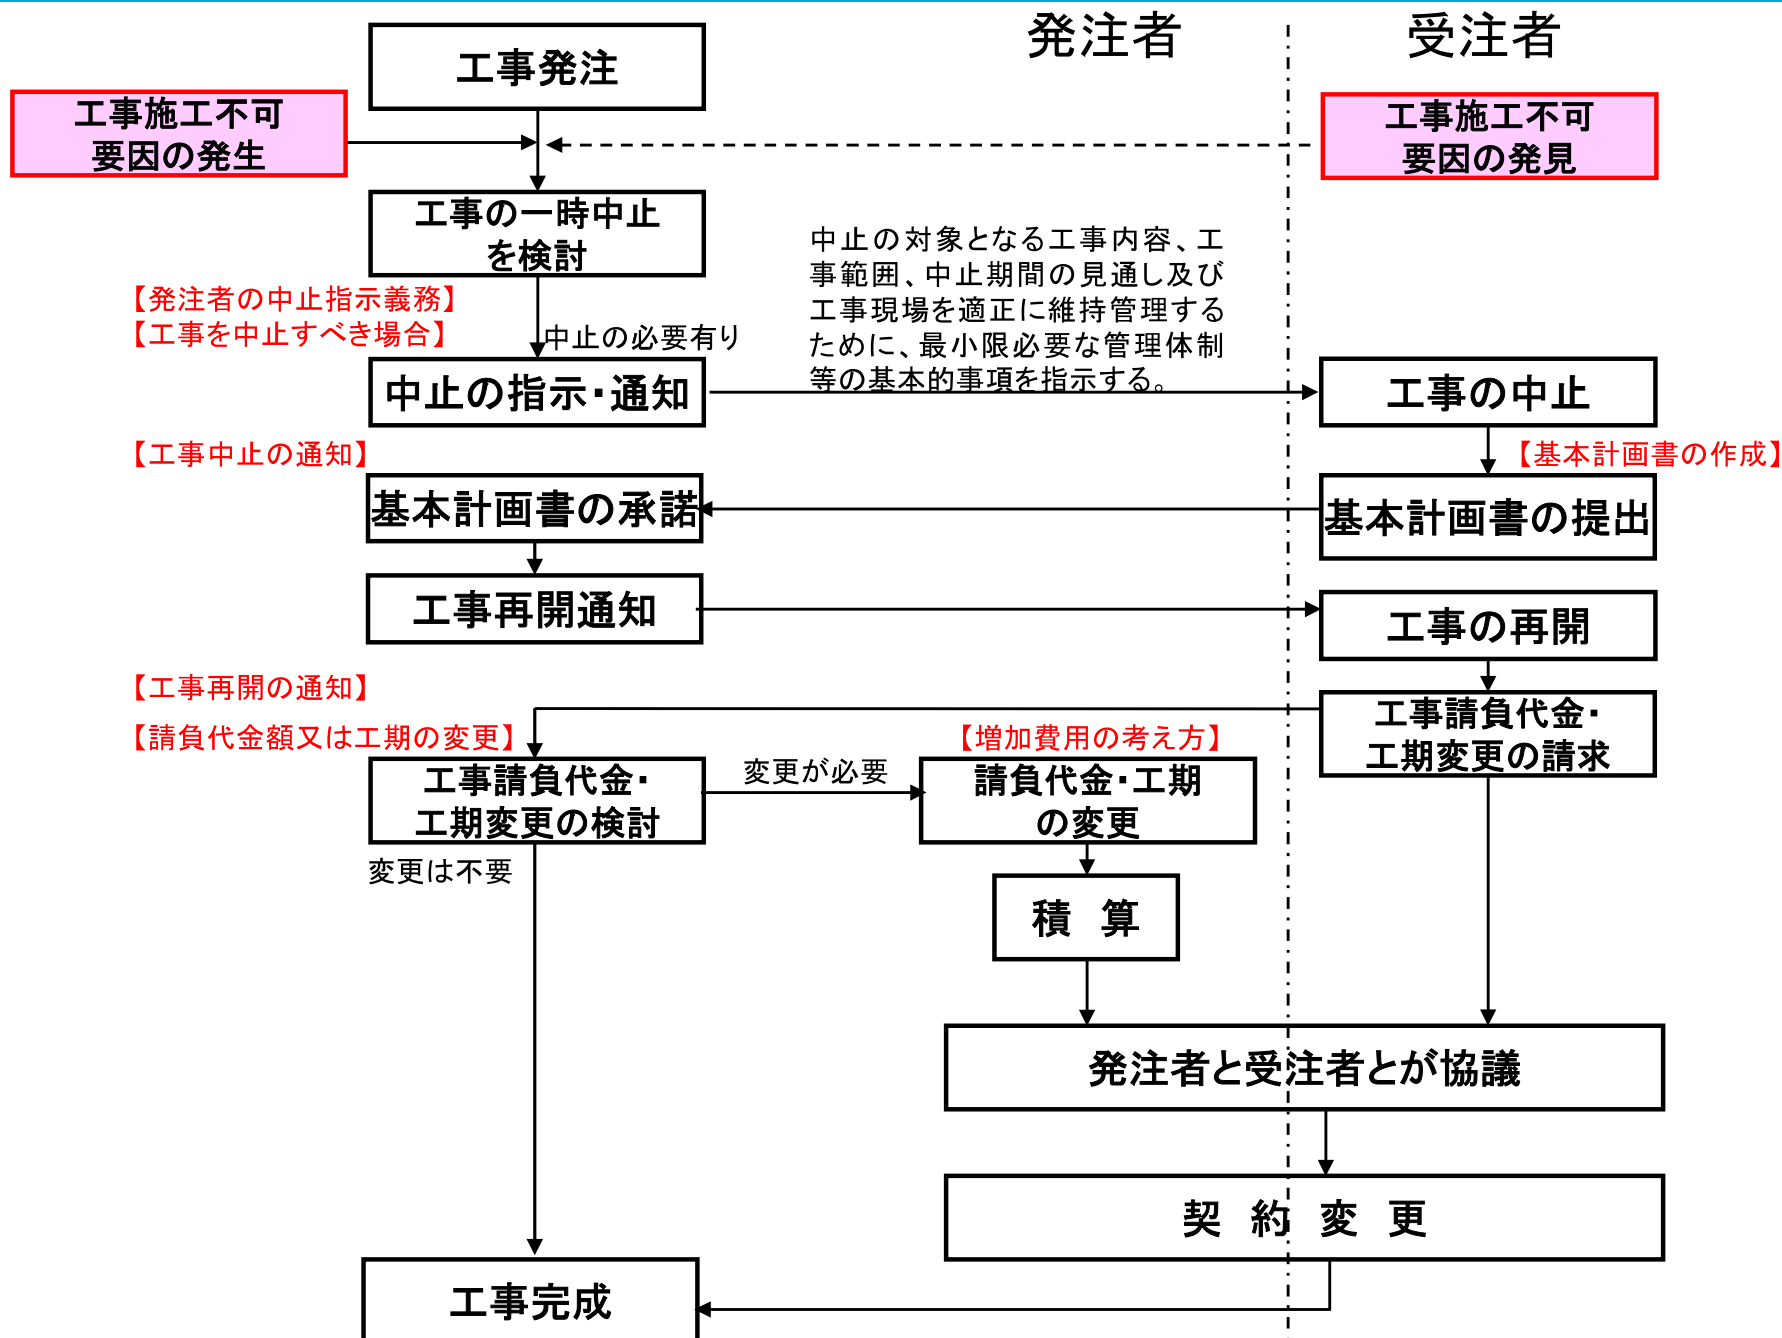 発注者
受注者
工事発注
工事施工不可
要因の発生
工事施工不可
要因の発見
工事の一時中止
を検討
中止の対象となる工事内容、工
事範囲、中止期間の見通し及び
工事現場を適正に維持管理する
ために、最小限必要な管理体制
等の基本的事項を指示する。
【発注者の中止指示義務】
【工事を中止すべき場合】
中止の必要有り
中止の指示・通知
工事の中止
【工事中止の通知】
【基本計画書の作成】
基本計画書の承諾
基本計画書の提出
工事再開通知
工事の再開
【工事再開の通知】
【請負代金額又は工期の変更】
工事請負代金・
工期変更の請求
【増加費用の考え方】
工事請負代金・
工期変更の検討
変更が必要
請負代金・工期
の変更
変更は不要
積　算
発注者と受注者とが協議
契　約　変　更
工事完成